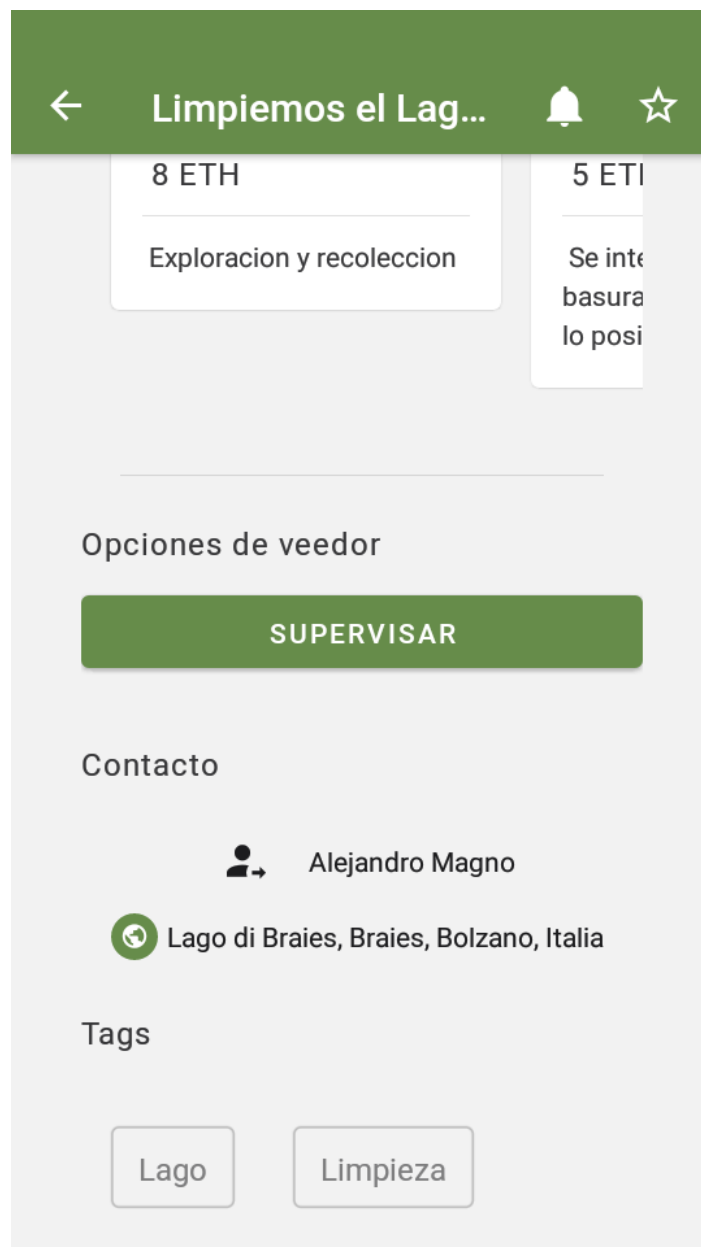 Limpiemos el Lag...
8 ETH
Exploracion y recoleccion
5 ET
Se inte
basura
lo posi
Opciones de veedor
SUPERVISAR
Contacto
Alejandro Magno
Lago di Braies, Braies, Bolzano, Italia
Tags
Lago
Limpieza